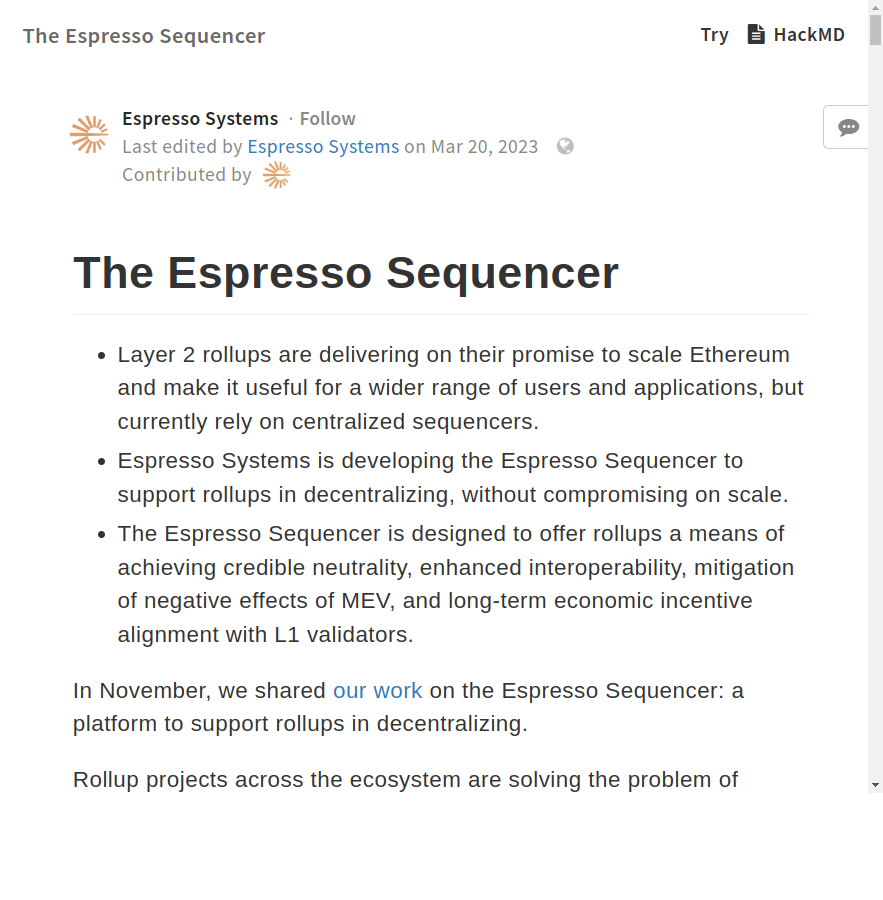 The Espresso Sequencer
Try HackMD
Espresso Systems · Follow
Last edited by Espresso Systems on Mar 20, 2023
Contributed by
The Espresso Sequencer
• Layer 2 rollups are delivering on their promise to scale Ethereum
and make it useful for a wider range of users and applications, but
currently rely on centralized sequencers.
• Espresso Systems is developing the Espresso Sequencer to
support rollups in decentralizing, without compromising on scale.
• The Espresso Sequencer is designed to offer rollups a means of
achieving credible neutrality, enhanced interoperability, mitigation
of negative effects of MEV, and long-term economic incentive
alignment with L1 validators.
In November, we shared our work on the Espresso Sequencer: a
platform to support rollups in decentralizing.
Rollup projects across the ecosystem are solving the problem of